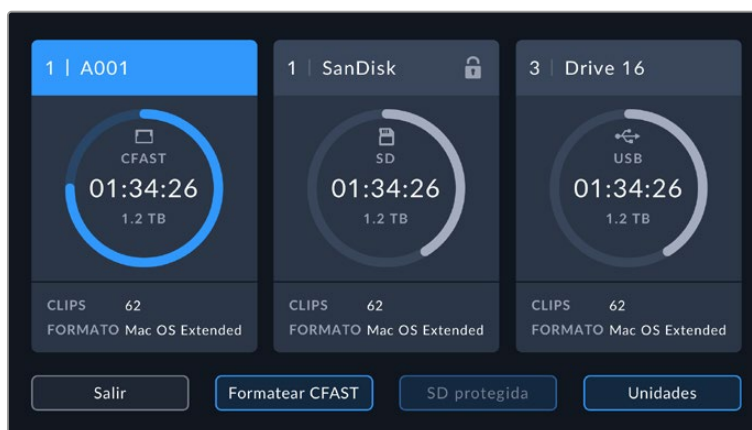 1 | A001
CFAST
01:34:26
1.2 TB
CLIPS 62
FORMATO Mac OS Extended
1 | SanDisk
SD
01:34:26
1.2 TB
CLIPS 62
FORMATO Mac OS Extended
3 | Drive 16
USB
01:34:26
1.2 TB
CLIPS 62
FORMATO Mac OS Extended
Salir
Formatear CFAST
SD protegida
Unidades